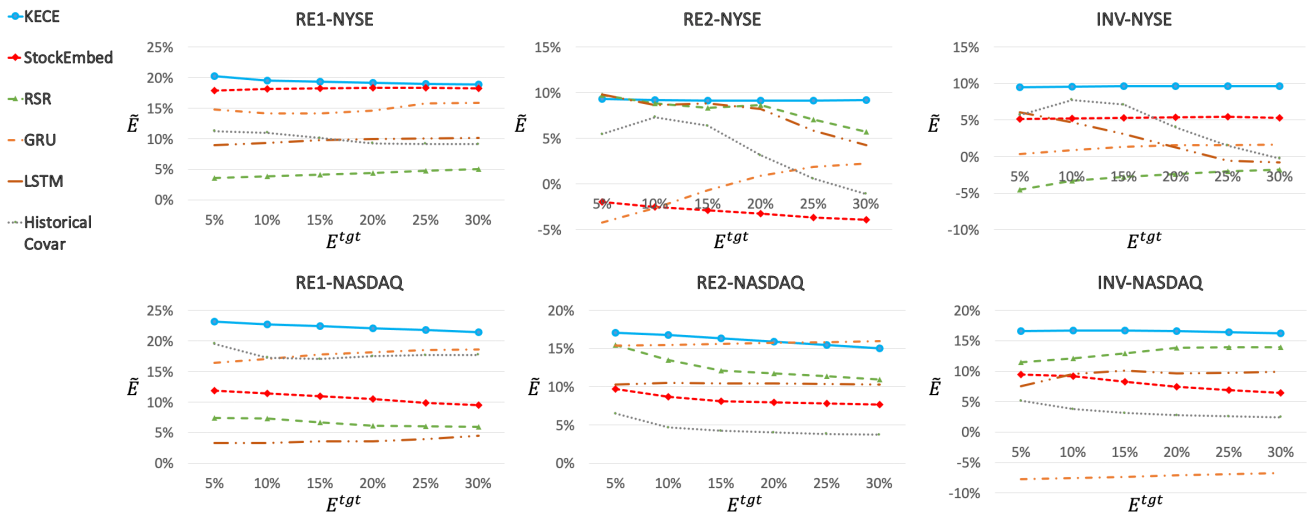 KECE
StockEmbed
RSR
GRU
LSTM
Historical
Covar
RE1-NYSE
25%
20%
15%
10%
5%
0%
Ẽ
5% 10% 15% 20% 25% 30%
E^tgt
RE2-NYSE
15%
10%
5%
0%
-5%
Ẽ
5% 10% 15% 20% 25% 30%
E^tgt
INV-NYSE
15%
10%
5%
0%
-5%
-10%
Ẽ
5% 10% 15% 20% 25% 30%
E^tgt
RE1-NASDAQ
25%
20%
15%
10%
5%
0%
Ẽ
5% 10% 15% 20% 25% 30%
E^tgt
RE2-NASDAQ
20%
15%
10%
5%
0%
Ẽ
5% 10% 15% 20% 25% 30%
E^tgt
INV-NASDAQ
20%
15%
10%
5%
0%
-5%
-10%
Ẽ
5% 10% 15% 20% 25% 30%
E^tgt